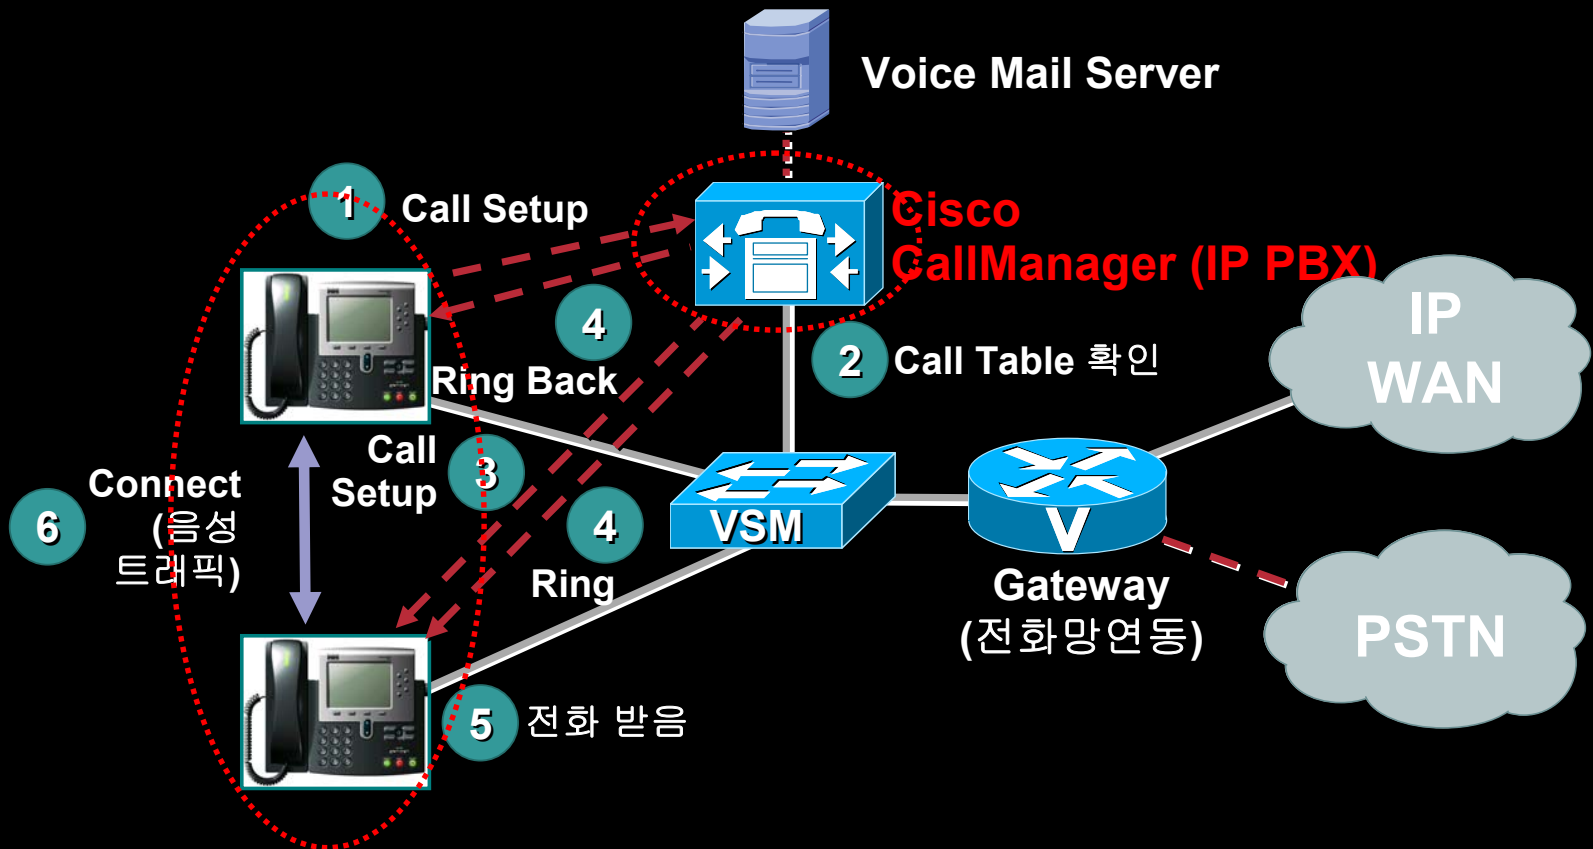 Voice Mail Server
1
Call Setup
Cisco
CallManager (IP PBX)
4
Ring Back
2
Call Table 확인
IP
WAN
Call
Setup
3
6
Connect
(음성
트래픽)
4
Ring
VSM
V
Gateway
(전화망연동)
PSTN
5
전화 받음